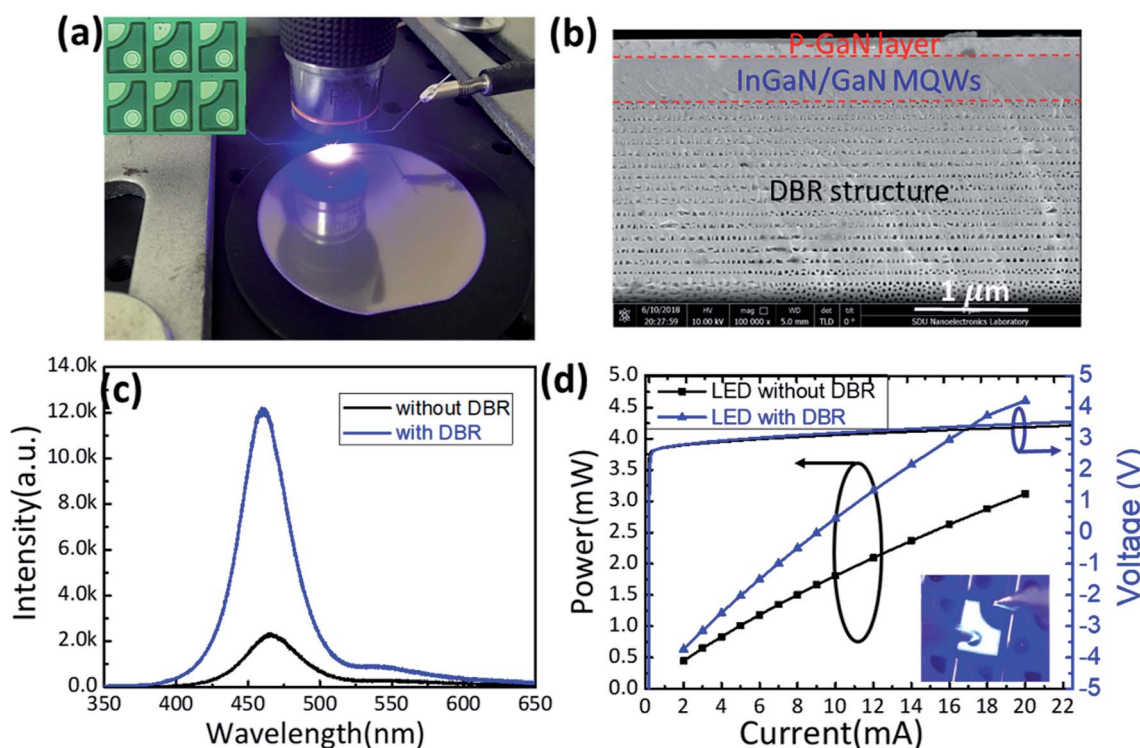 (a)
(b)
P-GaN layer
InGaN/GaN MQWs
DBR structure
1 μm
6/10/2018 HV mag □ WD det tilt
20:27:59 10.00 kV 100 000 x 5.0 mm TLD 0 ° SDU Nanoelectronics Laboratory
(c)
14.0k
12.0k
10.0k
8.0k
6.0k
4.0k
2.0k
0.0
Intensity(a.u.)
without DBR
with DBR
350 400 450 500 550 600 650
Wavelength(nm)
(d)
5.0
4.5
4.0
3.5
3.0
2.5
2.0
1.5
1.0
0.5
0.0
Power(mW)
LED without DBR
LED with DBR
5
4
3
2
1
0
-1
-2
-3
-4
-5
Voltage (V)
0 2 4 6 8 10 12 14 16 18 20 22
Current(mA)